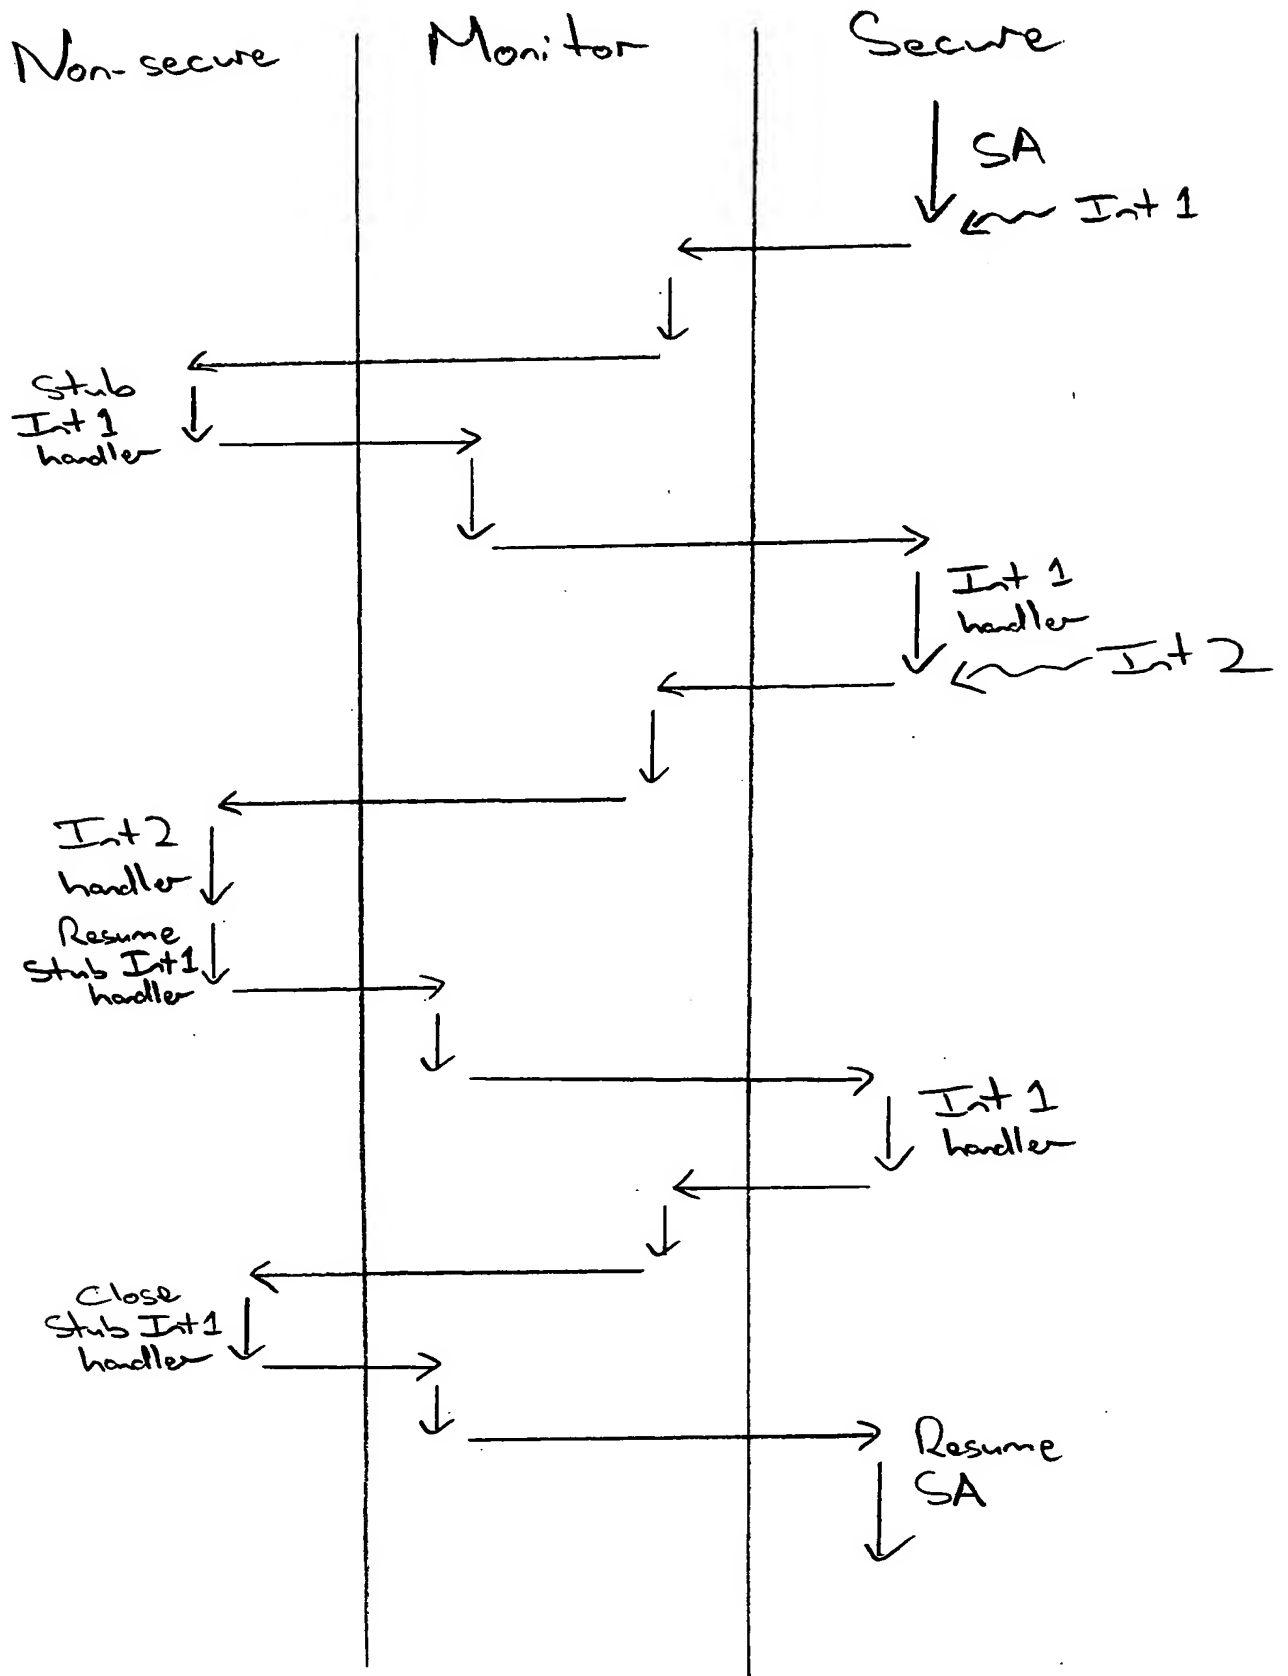 Non-secure
Monitor
Secure
SA
Int 1
Stub
Int 1
handler
Int 1
handler
Int 2
Int 2
handler
Resume
Stub Int 1
handler
Int 1
handler
Close
Stub Int 1
handler
Resume
SA